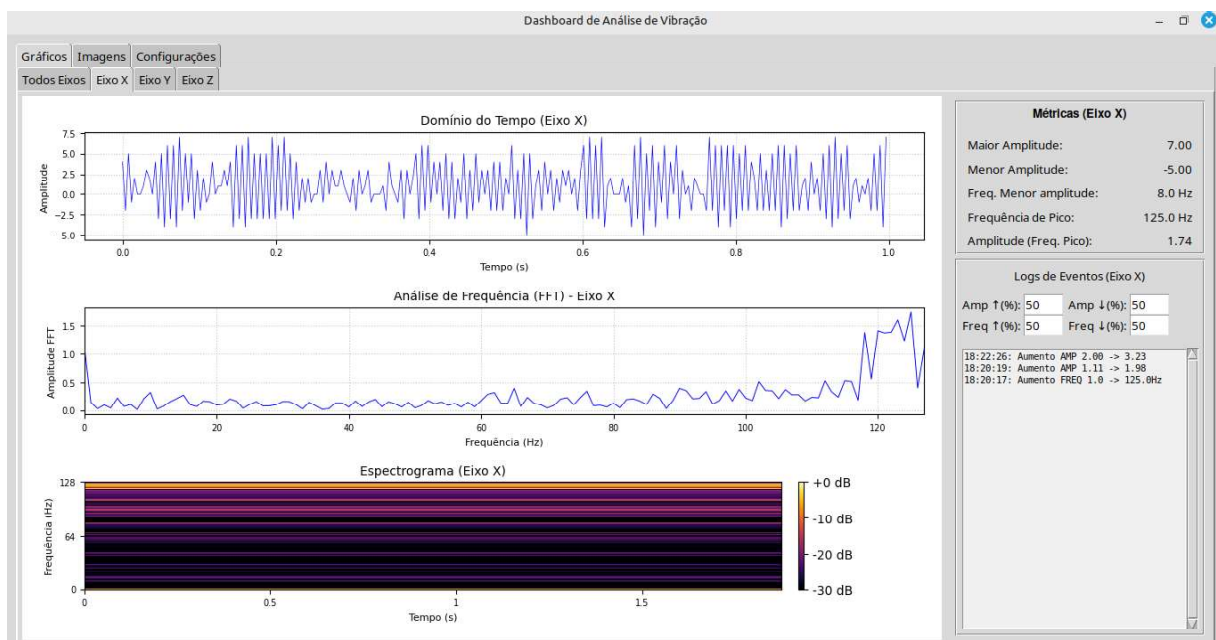 Dashboard de Análise de Vibração
Gráficos Imagens Configurações
Todos Eixos Eixo X Eixo Y Eixo Z
Domínio do Tempo (Eixo X)
7.5
5.0
2.5
0.0
−2.5
5.0
Amplitude
0.0 0.2 0.4 0.6 0.8 1.0
Tempo (s)
Análise de Frequência (FFT) - Eixo X
1.5
1.0
0.5
0.0
Amplitude FFT
0 20 40 60 80 100 120
Frequência (Hz)
Espectrograma (Eixo X)
128
64
0
Frequência (Hz)
0 0.5 1 1.5
Tempo (s)
+0 dB
-10 dB
-20 dB
-30 dB
Métricas (Eixo X)
Maior Amplitude: 7.00
Menor Amplitude: -5.00
Freq. Menor amplitude: 8.0 Hz
Frequência de Pico: 125.0 Hz
Amplitude (Freq. Pico): 1.74
Logs de Eventos (Eixo X)
Amp ↑(%): 50 Amp ↓(%): 50
Freq ↑(%): 50 Freq ↓(%): 50
18:22:26: Aumento AMP 2.00 -> 3.23
18:20:19: Aumento AMP 1.11 -> 1.98
18:20:17: Aumento FREQ 1.0 -> 125.0Hz